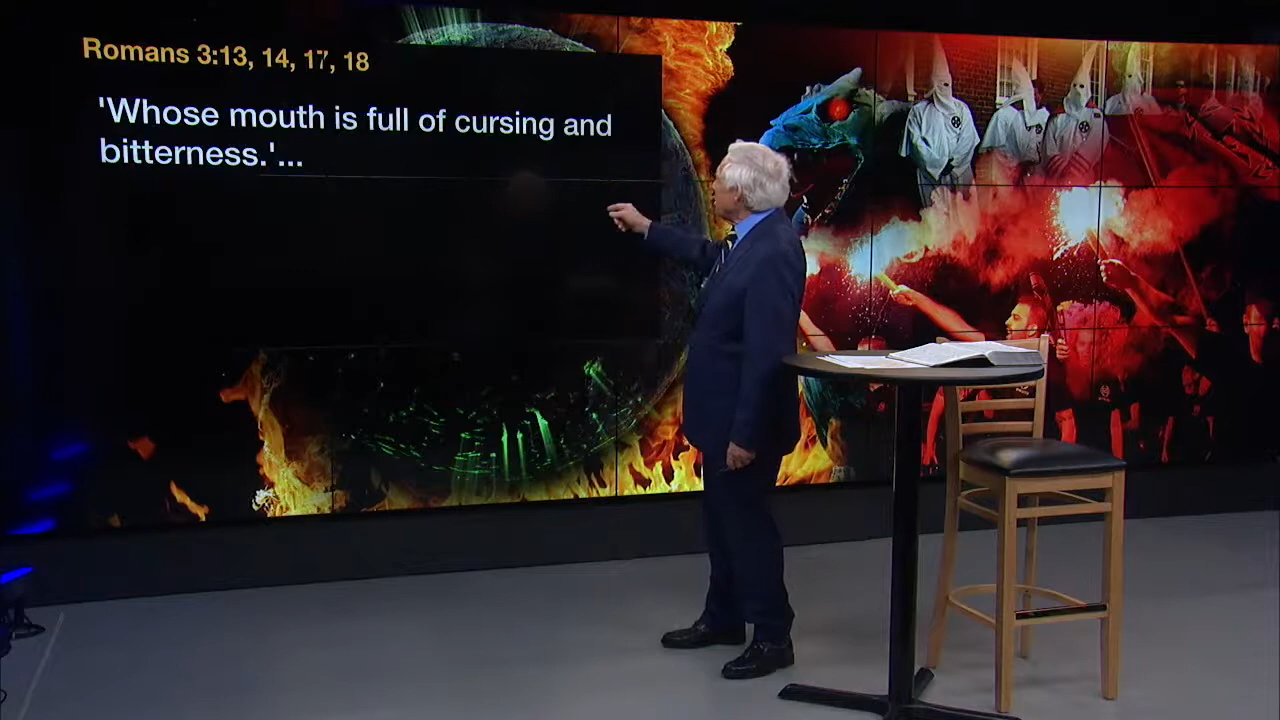 Romans 3:13, 14, 17, 18
'Whose mouth is full of cursing and
bitterness.'...